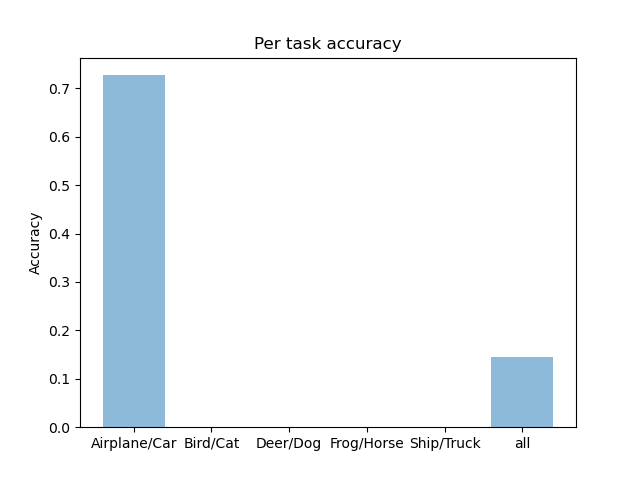 Per task accuracy
Accuracy
0.7
0.6
0.5
0.4
0.3
0.2
0.1
0.0
Airplane/Car Bird/Cat Deer/Dog Frog/Horse Ship/Truck all